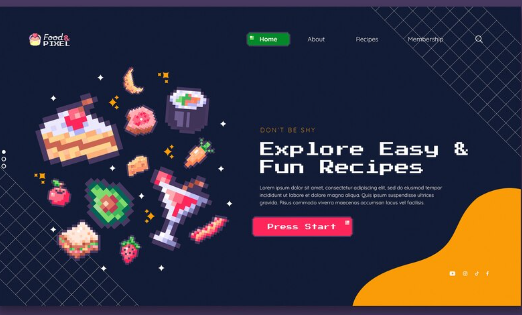 Food&
PIXEL
Home
About
Recipes
Membership
DON'T BE SHY
Explore Easy &
Fun Recipes
Lorem ipsum dolor sit amet, consectetur adipiscing elit, sed do eiusmod tempor
incididunt ut labore et dolore magna aliqua. Quis ipsum suspendisse ultrices
gravida. Risus commodo viverra maecenas accumsan lacus vel facilisis
Press Start